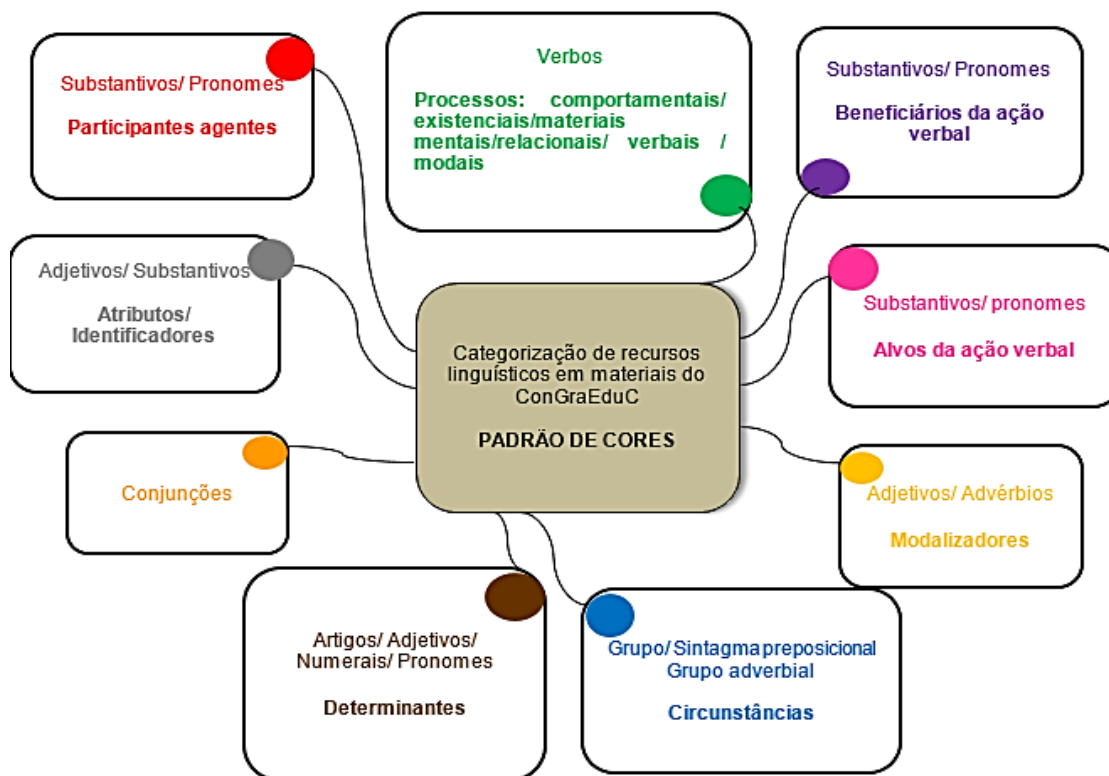 Substantivos/ Pronomes
Participantes agentes
Verbos
Processos: comportamentais/
existenciais/materiais
mentais/relacionais/ verbais /
modais
Substantivos/ Pronomes
Beneficiários da ação
verbal
Adjetivos/ Substantivos
Atributos/
Identificadores
Categorização de recursos
linguísticos em materiais do
ConGraEduC
PADRÃO DE CORES
Substantivos/ pronomes
Alvos da ação verbal
Conjunções
Adjetivos/ Advérbios
Modalizadores
Artigos/ Adjetivos/
Numerais/ Pronomes
Determinantes
Grupo/ Sintagma preposicional
Grupo adverbial
Circunstâncias